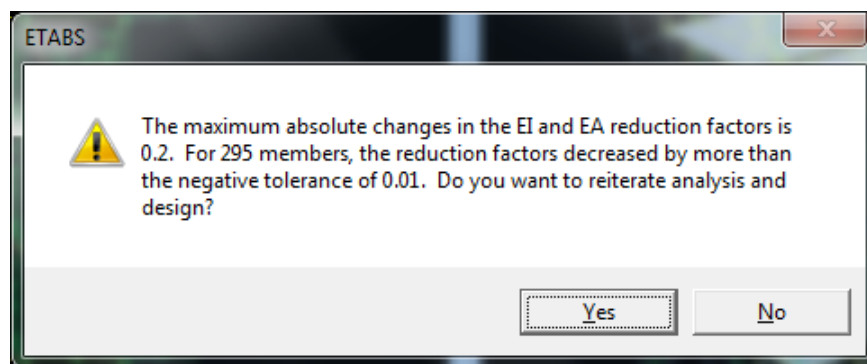 ETABS
The maximum absolute changes in the EI and EA reduction factors is
0.2.  For 295 members, the reduction factors decreased by more than
the negative tolerance of 0.01.  Do you want to reiterate analysis and
design?
Yes
No